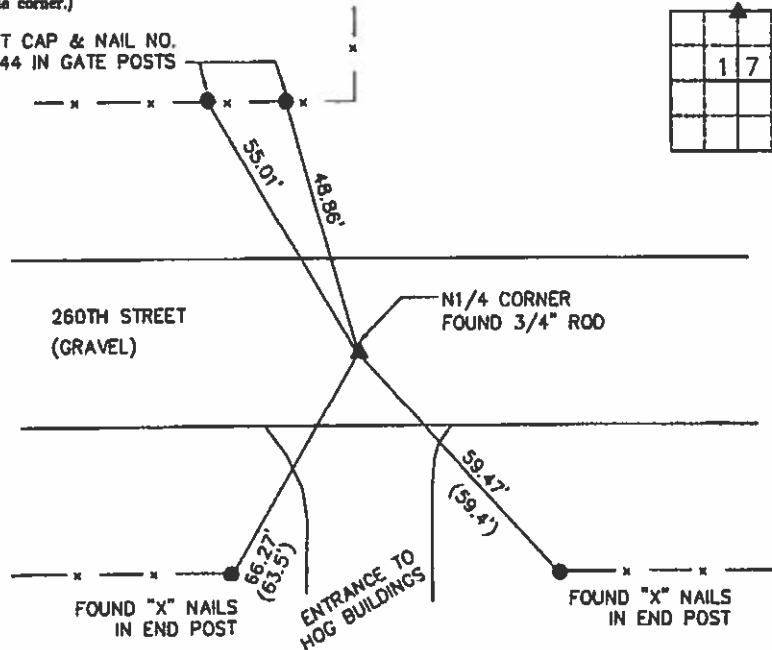 corner.)
T CAP & NAIL NO.
44 IN GATE POSTS
1 7
55.01'
48.86'
260TH STREET
(GRAVEL)
N1/4 CORNER
FOUND 3/4" ROD
59.47'
(59.4')
66.27'
(63.5')
ENTRANCE TO
HOG BUILDINGS
FOUND "X" NAILS
IN END POST
FOUND "X" NAILS
IN END POST